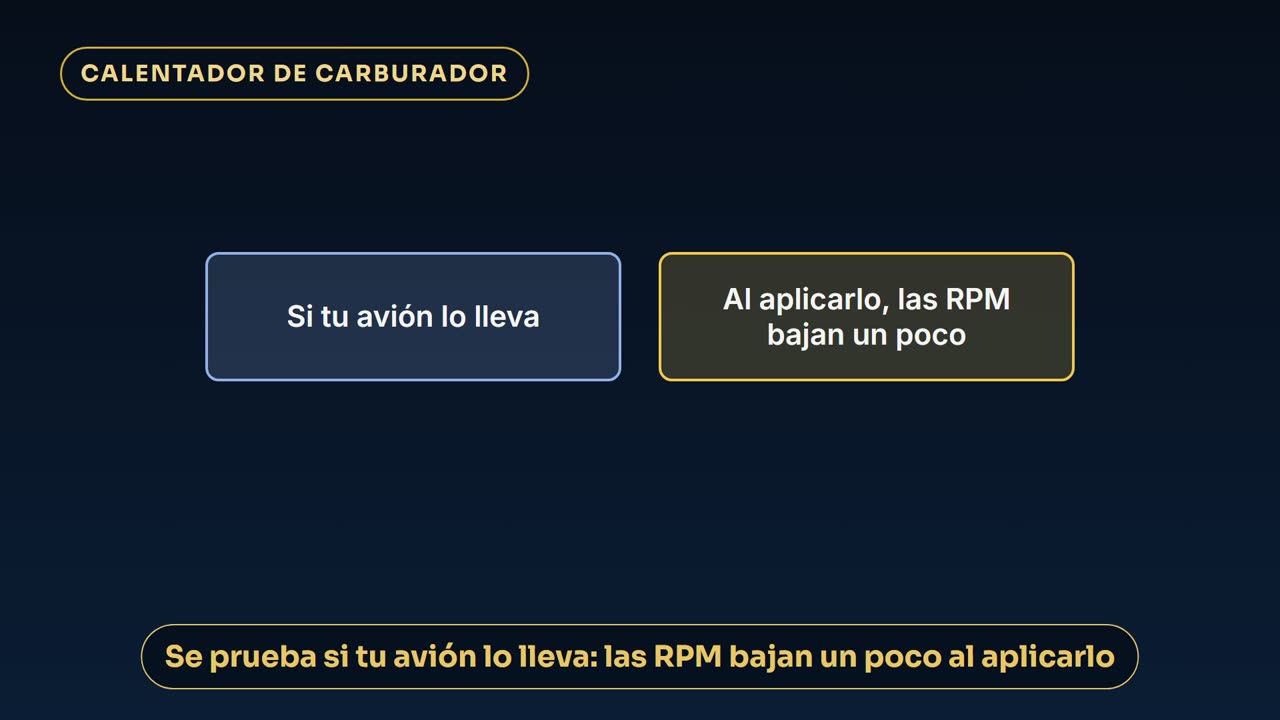 CALENTADOR DE CARBURADOR
Si tu avión lo lleva
Al aplicarlo, las RPM
bajan un poco
Se prueba si tu avión lo lleva: las RPM bajan un poco al aplicarlo